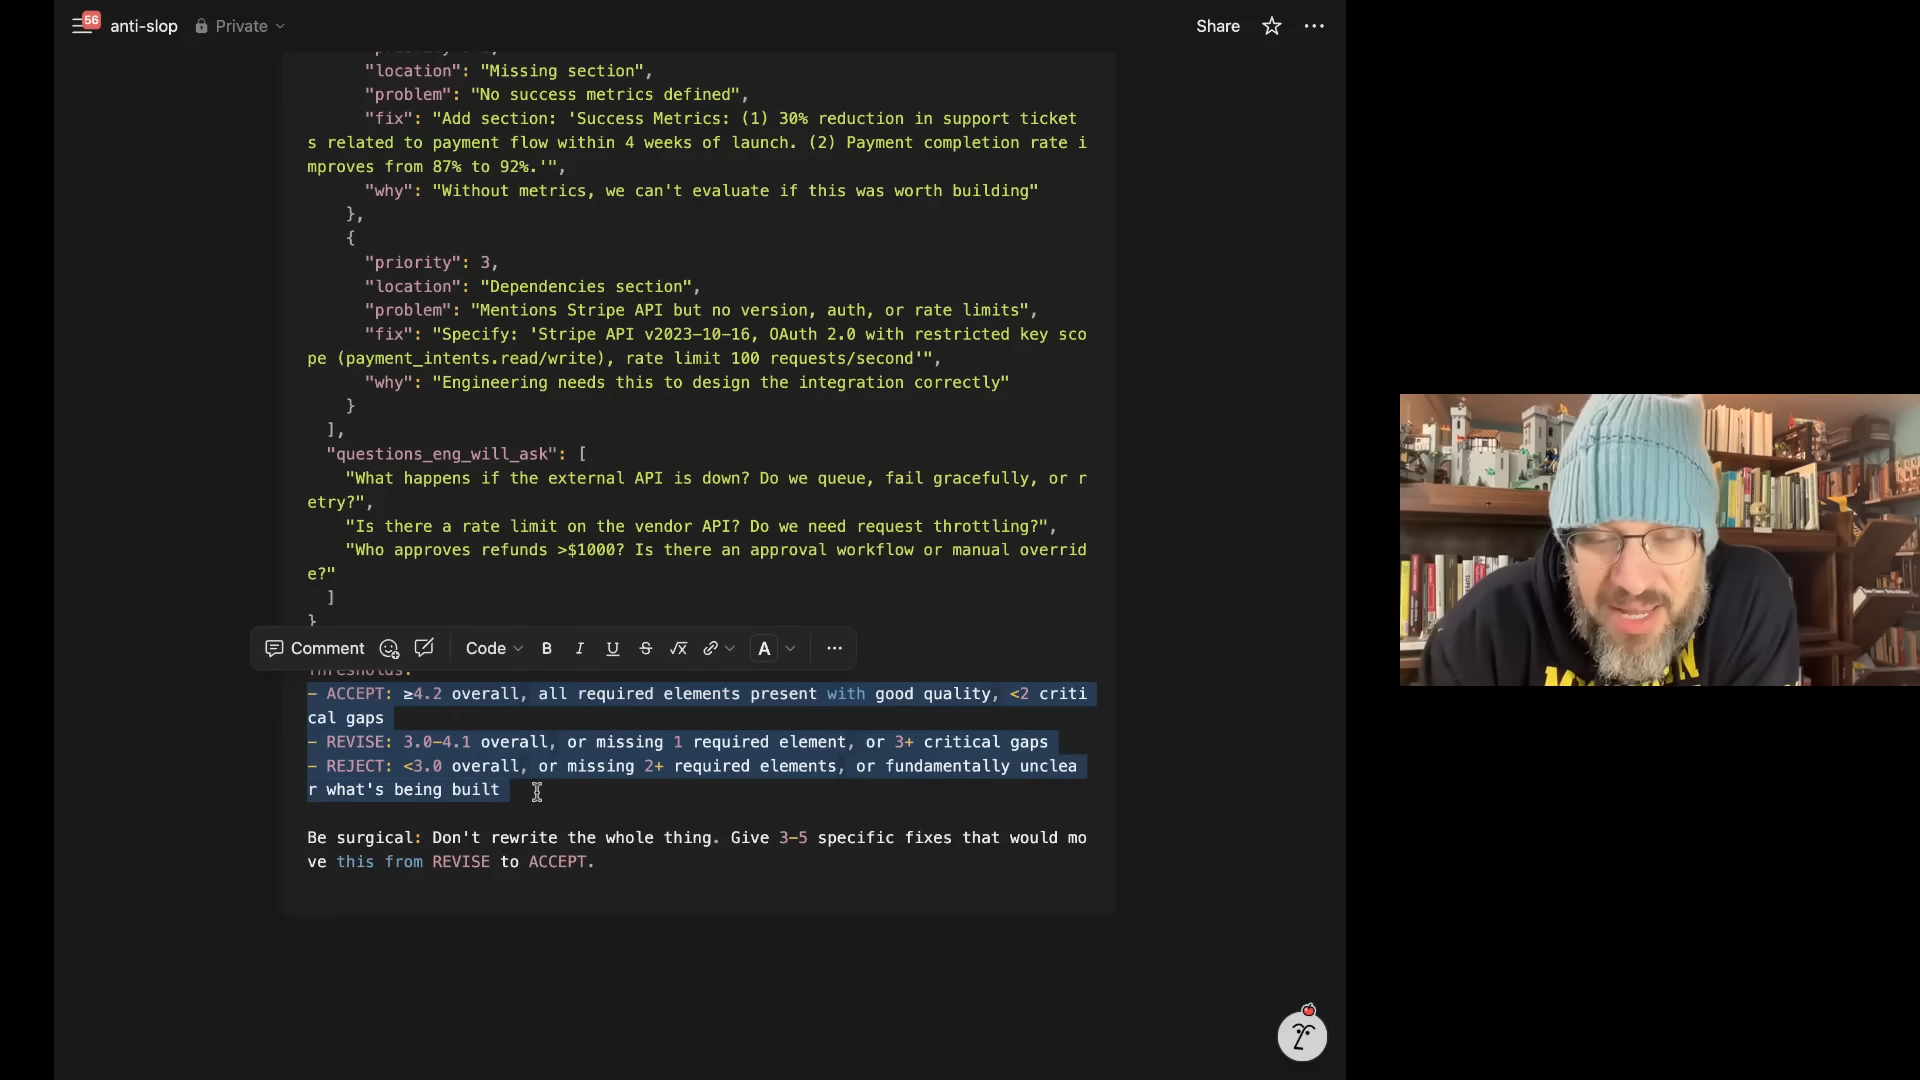 56 anti-slop Private Share
"location": "Missing section",
"problem": "No success metrics defined",
"fix": "Add section: 'Success Metrics: (1) 30% reduction in support ticket
s related to payment flow within 4 weeks of launch. (2) Payment completion rate i
mproves from 87% to 92%.'",
"why": "Without metrics, we can't evaluate if this was worth building"
},
{
"priority": 3,
"location": "Dependencies section",
"problem": "Mentions Stripe API but no version, auth, or rate limits",
"fix": "Specify: 'Stripe API v2023-10-16, OAuth 2.0 with restricted key sco
pe (payment_intents.read/write), rate limit 100 requests/second'",
"why": "Engineering needs this to design the integration correctly"
}
],
"questions_eng_will_ask": [
"What happens if the external API is down? Do we queue, fail gracefully, or r
etry?",
"Is there a rate limit on the vendor API? Do we need request throttling?",
"Who approves refunds >$1000? Is there an approval workflow or manual overrid
e?"
]
}
Comment Code B I U S √x A
Thresholds:
- ACCEPT: ≥4.2 overall, all required elements present with good quality, <2 criti
cal gaps
- REVISE: 3.0-4.1 overall, or missing 1 required element, or 3+ critical gaps
- REJECT: <3.0 overall, or missing 2+ required elements, or fundamentally unclea
r what's being built
Be surgical: Don't rewrite the whole thing. Give 3-5 specific fixes that would mo
ve this from REVISE to ACCEPT.